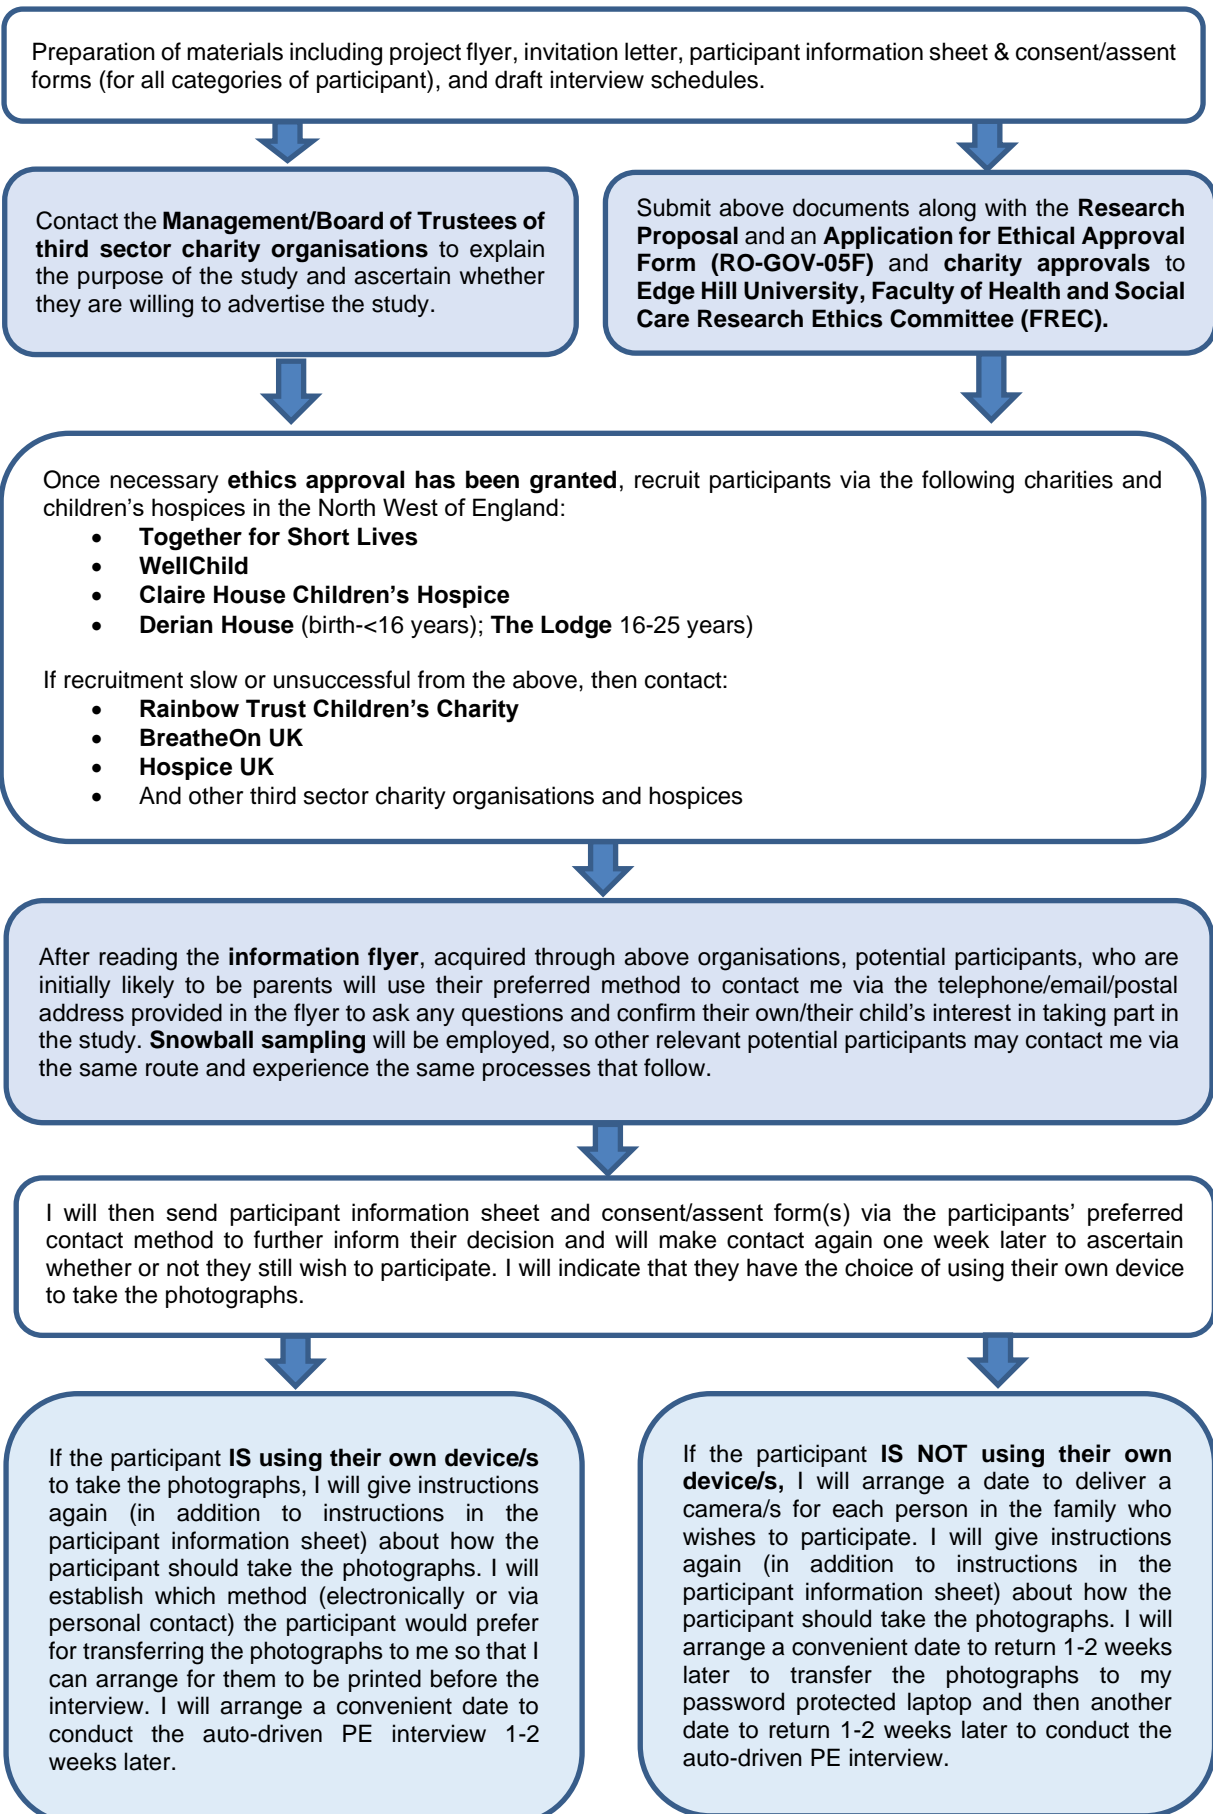 Preparation of materials including project flyer, invitation letter, participant information sheet & consent/assent
forms (for all categories of participant), and draft interview schedules.
Contact the Management/Board of Trustees of
third sector charity organisations to explain
the purpose of the study and ascertain whether
they are willing to advertise the study.
Submit above documents along with the Research
Proposal and an Application for Ethical Approval
Form (RO-GOV-05F) and charity approvals to
Edge Hill University, Faculty of Health and Social
Care Research Ethics Committee (FREC).
Once necessary ethics approval has been granted, recruit participants via the following charities and
children's hospices in the North West of England:
• Together for Short Lives
• WellChild
• Claire House Children's Hospice
• Derian House (birth-<16 years); The Lodge 16-25 years)
If recruitment slow or unsuccessful from the above, then contact:
• Rainbow Trust Children's Charity
• BreatheOn UK
• Hospice UK
• And other third sector charity organisations and hospices
After reading the information flyer, acquired through above organisations, potential participants, who are
initially likely to be parents will use their preferred method to contact me via the telephone/email/postal
address provided in the flyer to ask any questions and confirm their own/their child's interest in taking part in
the study. Snowball sampling will be employed, so other relevant potential participants may contact me via
the same route and experience the same processes that follow.
I will then send participant information sheet and consent/assent form(s) via the participants' preferred
contact method to further inform their decision and will make contact again one week later to ascertain
whether or not they still wish to participate. I will indicate that they have the choice of using their own device
to take the photographs.
If the participant IS using their own device/s
to take the photographs, I will give instructions
again (in addition to instructions in the
participant information sheet) about how the
participant should take the photographs. I will
establish which method (electronically or via
personal contact) the participant would prefer
for transferring the photographs to me so that I
can arrange for them to be printed before the
interview. I will arrange a convenient date to
conduct the auto-driven PE interview 1-2
weeks later.
If the participant IS NOT using their own
device/s, I will arrange a date to deliver a
camera/s for each person in the family who
wishes to participate. I will give instructions
again (in addition to instructions in the
participant information sheet) about how the
participant should take the photographs. I will
arrange a convenient date to return 1-2 weeks
later to transfer the photographs to my
password protected laptop and then another
date to return 1-2 weeks later to conduct the
auto-driven PE interview.